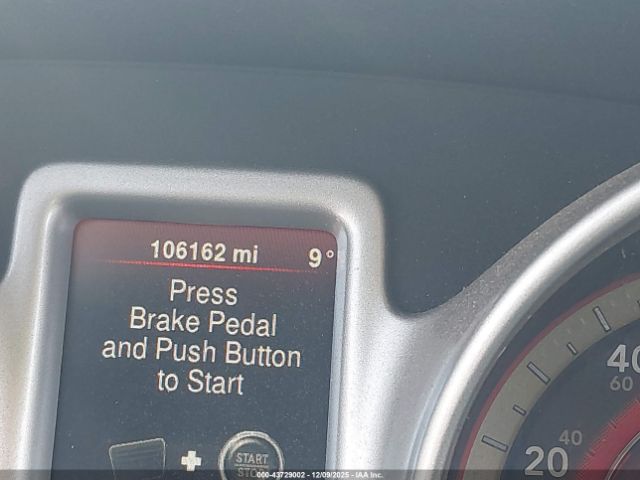 106162 mi 9°
Press
Brake Pedal
and Push Button
to Start
START
40
60
40
20
000-43729002 12/09/2025 IAA Inc.